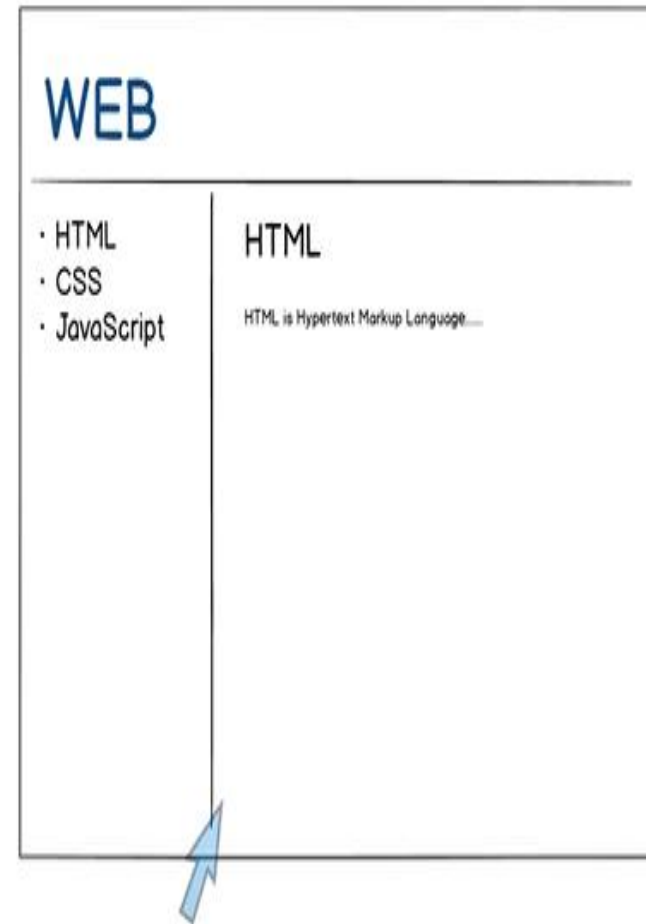 WEB
· HTML
· CSS
· JavaScript
HTML
HTML is Hypertext Markup Language......